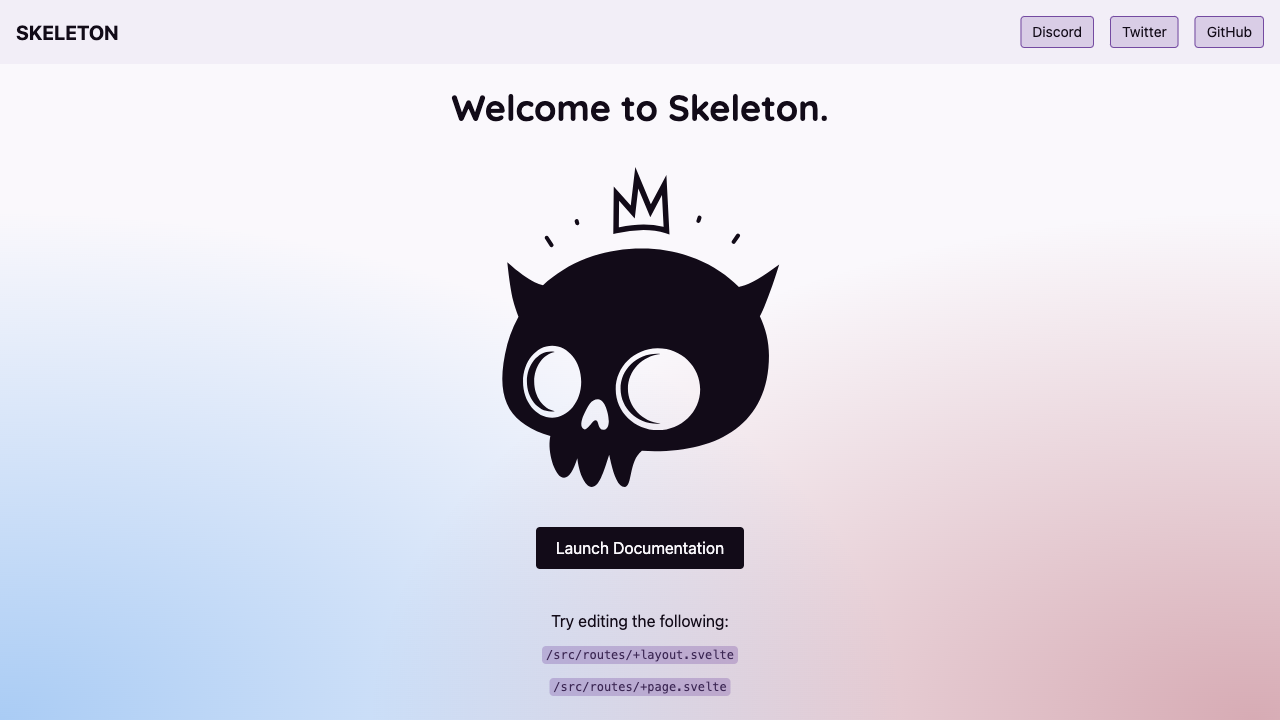 SKELETON
Discord
Twitter
GitHub
Welcome to Skeleton.
Launch Documentation
Try editing the following:
/src/routes/+layout.svelte
/src/routes/+page.svelte